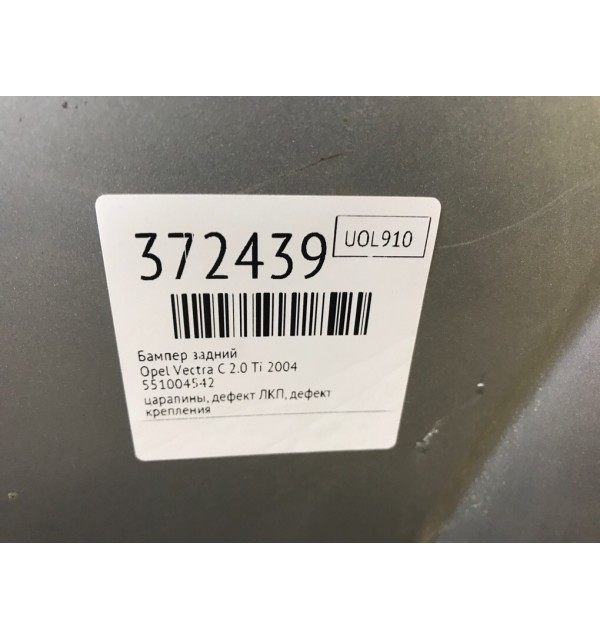 372439
UOL910
Бампер задний
Opel Vectra C 2.0 Ti 2004
551004542
царапины, дефект ЛКП, дефект
крепления